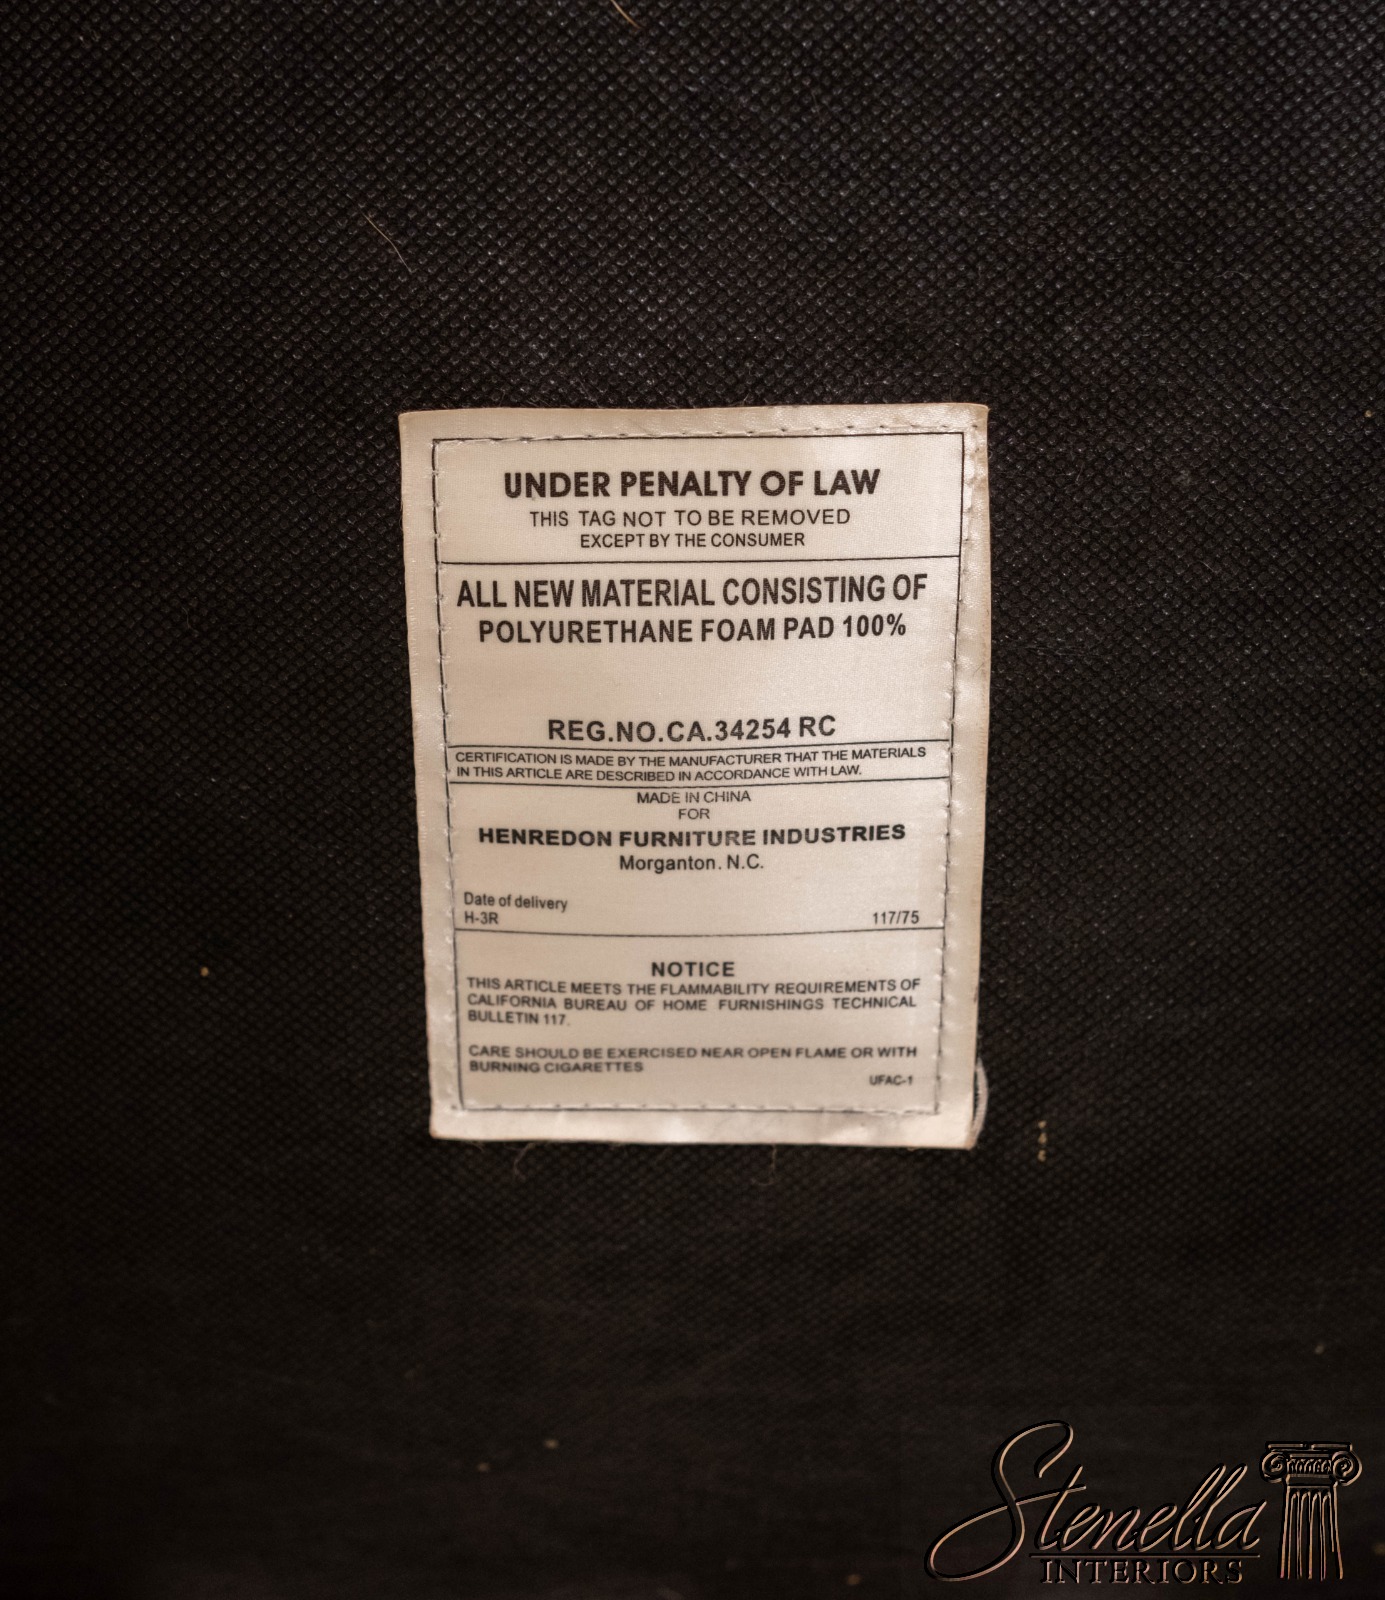 UNDER PENALTY OF LAW
THIS TAG NOT TO BE REMOVED
EXCEPT BY THE CONSUMER
ALL NEW MATERIAL CONSISTING OF
POLYURETHANE FOAM PAD 100%
REG.NO.CA.34254 RC
CERTIFICATION IS MADE BY THE MANUFACTURER THAT THE MATERIALS
IN THIS ARTICLE ARE DESCRIBED IN ACCORDANCE WITH LAW.
MADE IN CHINA
FOR
HENREDON FURNITURE INDUSTRIES
Morganton. N.C.
Date of delivery
H-3R 117/75
NOTICE
THIS ARTICLE MEETS THE FLAMMABILITY REQUIREMENTS OF
CALIFORNIA BUREAU OF HOME FURNISHINGS TECHNICAL
BULLETIN 117.
CARE SHOULD BE EXERCISED NEAR OPEN FLAME OR WITH
BURNING CIGARETTES
UFAC-1
Stenella
INTERIORS